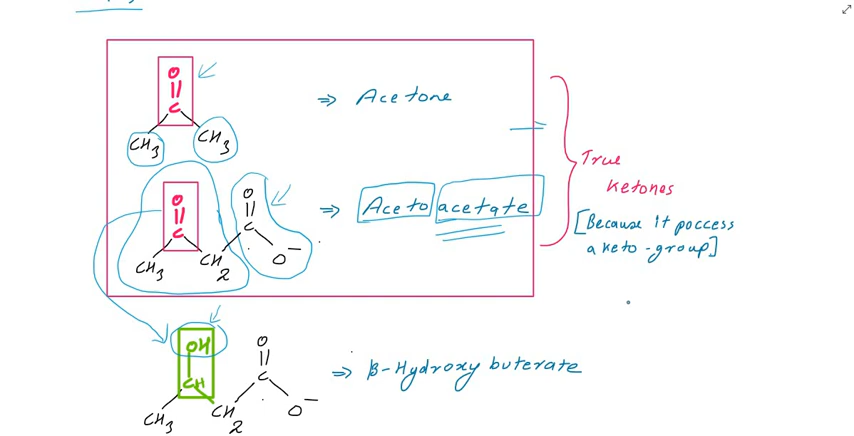 O
||
C
CH3 CH3
⇒ Acetone
O
||
C
CH3 CH2
O
||
C
O−
⇒ Aceto acetate
True
Ketones
[Because it poccess
a keto-group]
OH
CH
CH3 CH2
O
||
C
O−
⇒ β-Hydroxy buterate